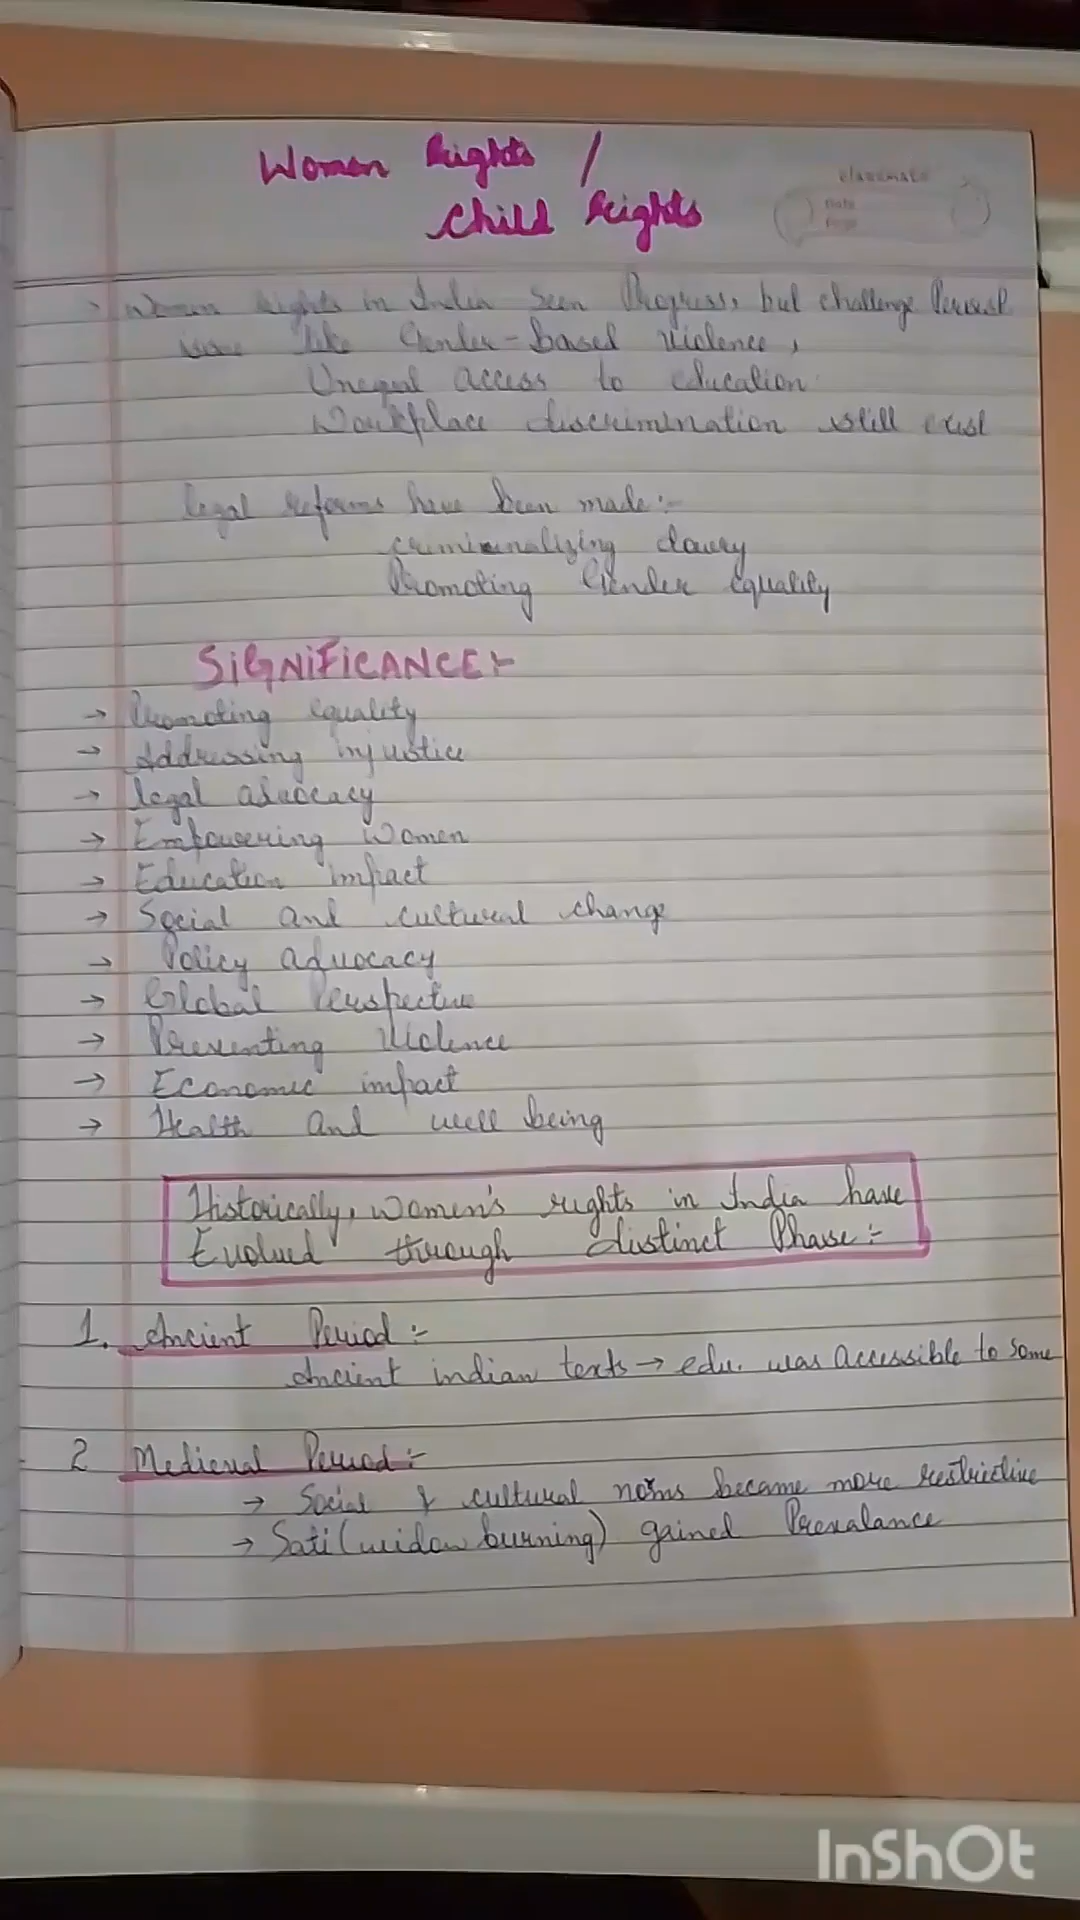 Women Rights /
Child Rights
classmate
Date
Page
Women rights in India seen Progress, but challenge Persist
issue like Gender-based violence,
Unequal access to education
Workplace discrimination still exist
legal reforms have been made :-
criminalizing dowry
Promoting Gender equality
SIGNIFICANCE :-
→ Promoting equality
→ Addressing injustice
→ legal advocacy
→ Empowering Women
→ Education impact
→ Social and cultural change
→ Policy advocacy
→ Global Perspective
→ Preventing Violence
→ Economic impact
→ Health and well being
Historically, women's rights in India have
Evolved through distinct Phase :-
1. Ancient Period :-
Ancient indian texts → edu. was accessible to some
2 Medieval Period :-
→ Social & cultural norms became more restrictive
→ Sati (widow burning) gained Prevalance
InShOt